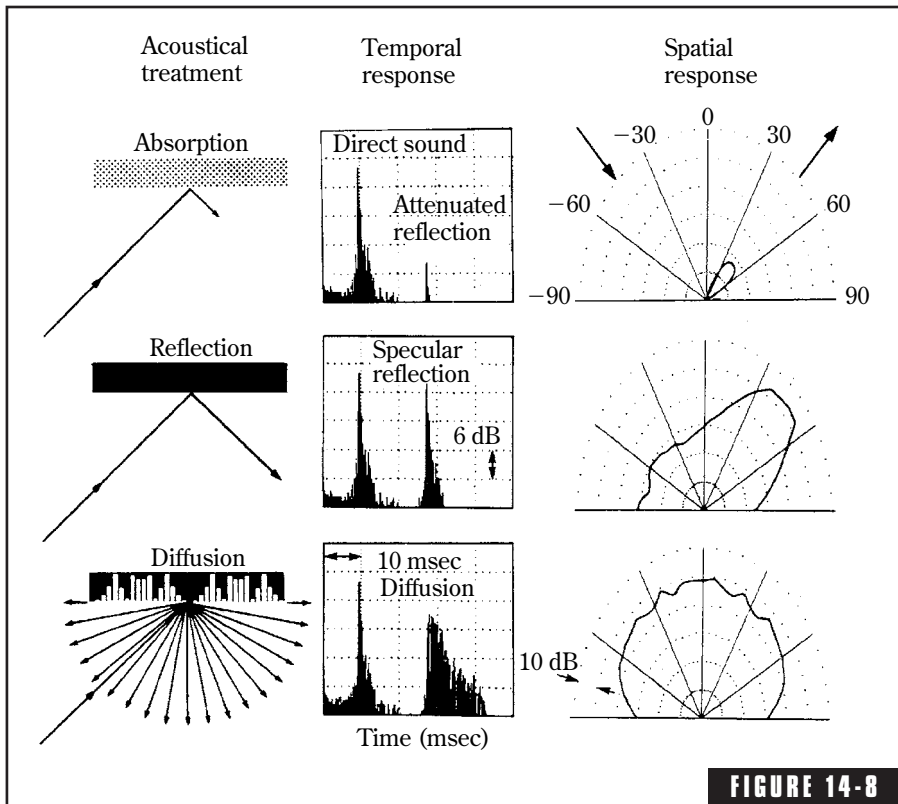 Acoustical
treatment
Temporal
response
Spatial
response
Absorption
Direct sound
Attenuated
reflection
0
−30
30
−60
60
−90
90
Reflection
Specular
reflection
6 dB
Diffusion
10 msec
Diffusion
10 dB
Time (msec)
FIGURE 14-8